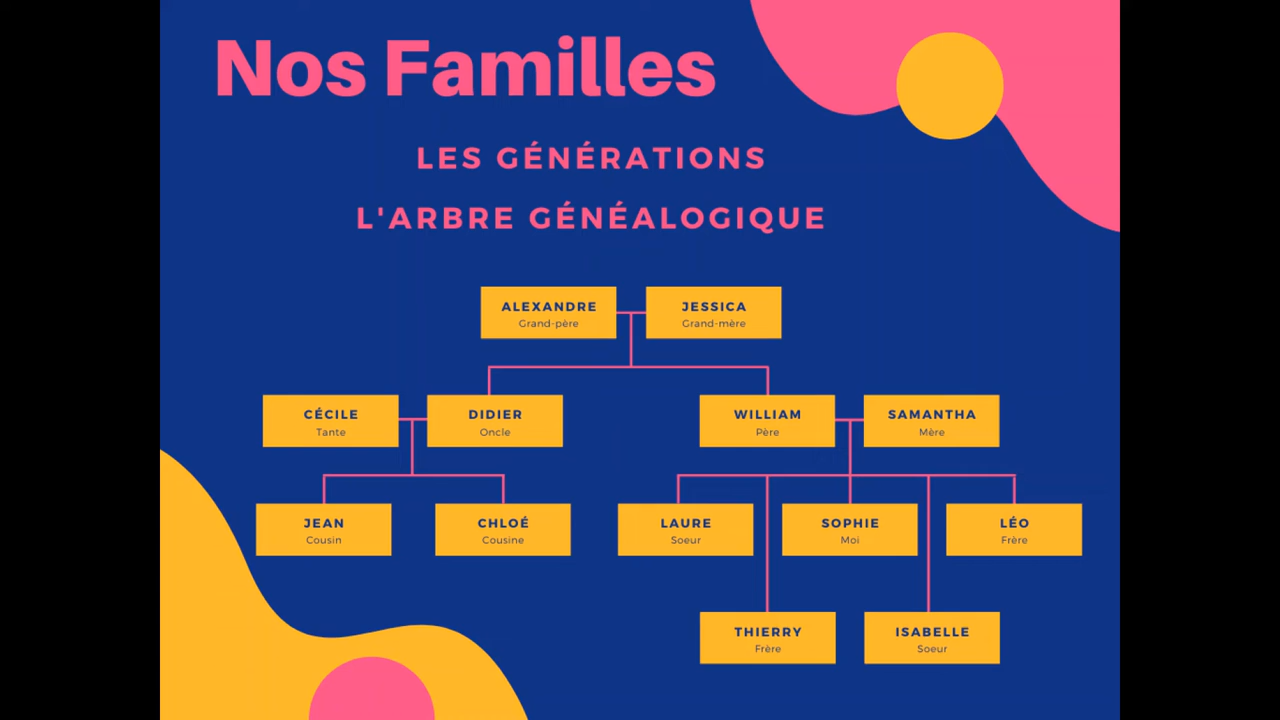 Nos Familles
LES GÉNÉRATIONS
L'ARBRE GÉNÉALOGIQUE
ALEXANDRE
Grand-père
JESSICA
Grand-mère
CÉCILE
Tante
DIDIER
Oncle
WILLIAM
Père
SAMANTHA
Mère
JEAN
Cousin
CHLOÉ
Cousine
LAURE
Soeur
SOPHIE
Moi
LÉO
Frère
THIERRY
Frère
ISABELLE
Soeur